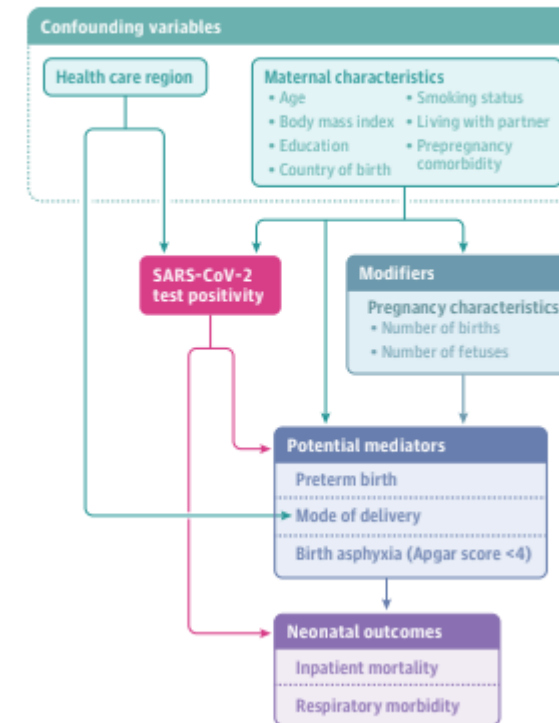 Confounding variables
Health care region
Maternal characteristics
• Age
• Body mass index
• Education
• Country of birth
• Smoking status
• Living with partner
• Prepregnancy
comorbidity
SARS-CoV-2
test positivity
Modifiers
Pregnancy characteristics
• Number of births
• Number of fetuses
Potential mediators
Preterm birth
Mode of delivery
Birth asphyxia (Apgar score <4)
Neonatal outcomes
Inpatient mortality
Respiratory morbidity